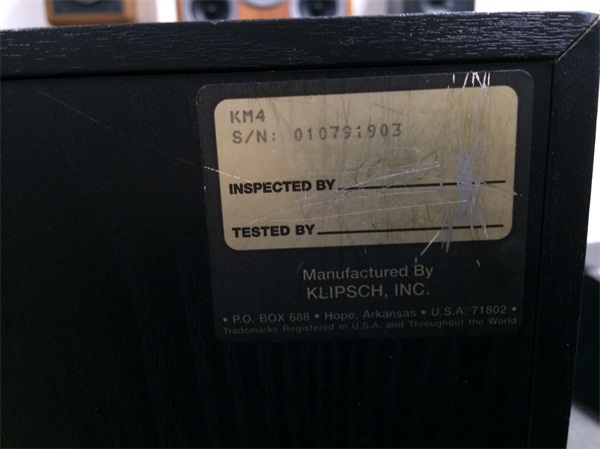 KM4
S/N: 010791903
INSPECTED BY
TESTED BY
Manufactured By
KLIPSCH, INC.
• P.O. BOX 688 • Hope, Arkansas • U.S.A. 71802 •
Trademarks Registered in U.S.A. and Throughout the World